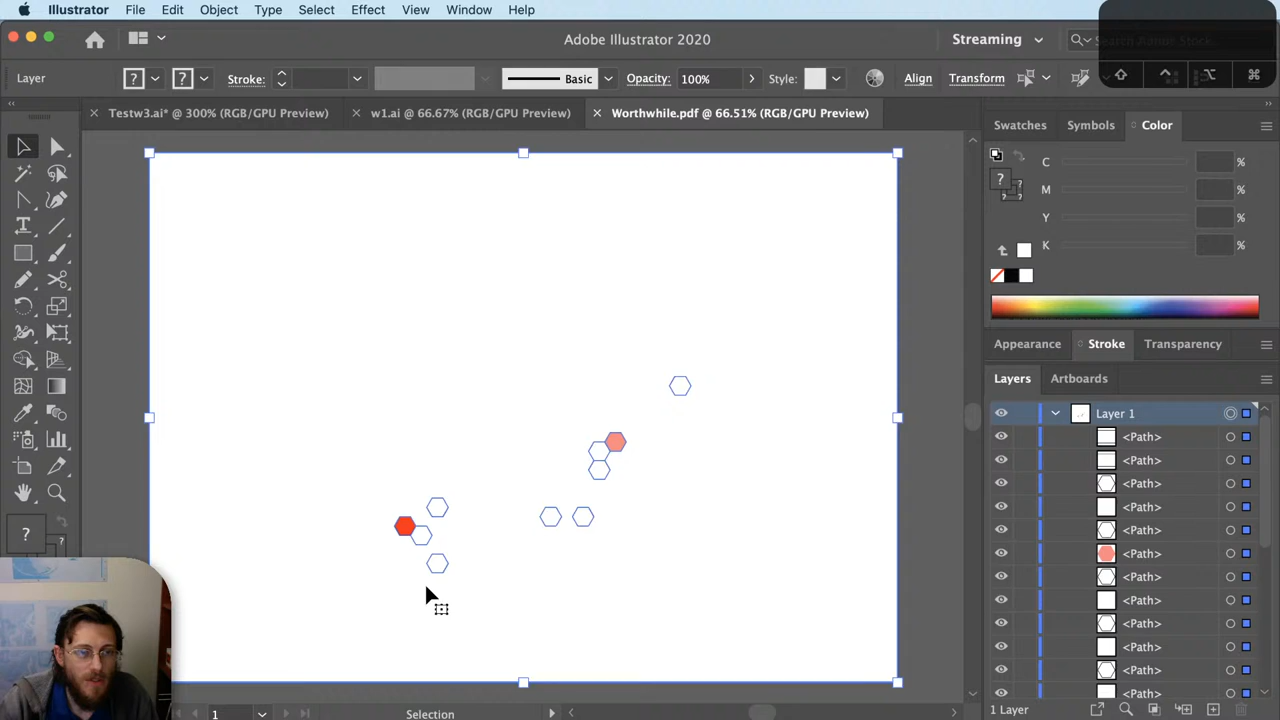 Illustrator File Edit Object Type Select Effect View Window Help
Adobe Illustrator 2020
Streaming
Search Adobe Stock
Layer
?
?
Stroke:
Basic
Opacity:
100%
Style:
Align
Transform
Testw3.ai* @ 300% (RGB/GPU Preview)
w1.ai @ 66.67% (RGB/GPU Preview)
Worthwhile.pdf @ 66.51% (RGB/GPU Preview)
Swatches
Symbols
Color
C %
M %
Y %
K %
?
?
?
Appearance
Stroke
Transparency
Layers
Artboards
Layer 1
<Path>
<Path>
<Path>
<Path>
<Path>
<Path>
<Path>
<Path>
<Path>
<Path>
<Path>
<Path>
?
?
1
Selection
1 Layer